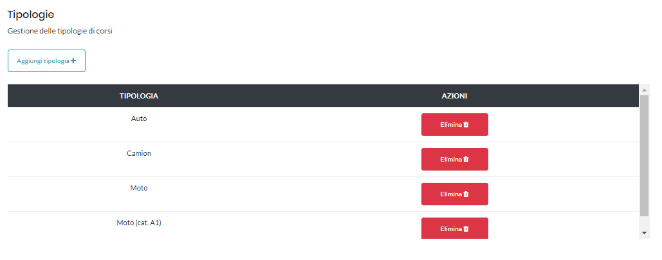 Tipologie
Gestione delle tipologie di corsi
Aggiungi tipologia +
TIPOLOGIA AZIONI
Auto Elimina
Camion Elimina
Moto Elimina
Moto (cat. A1) Elimina